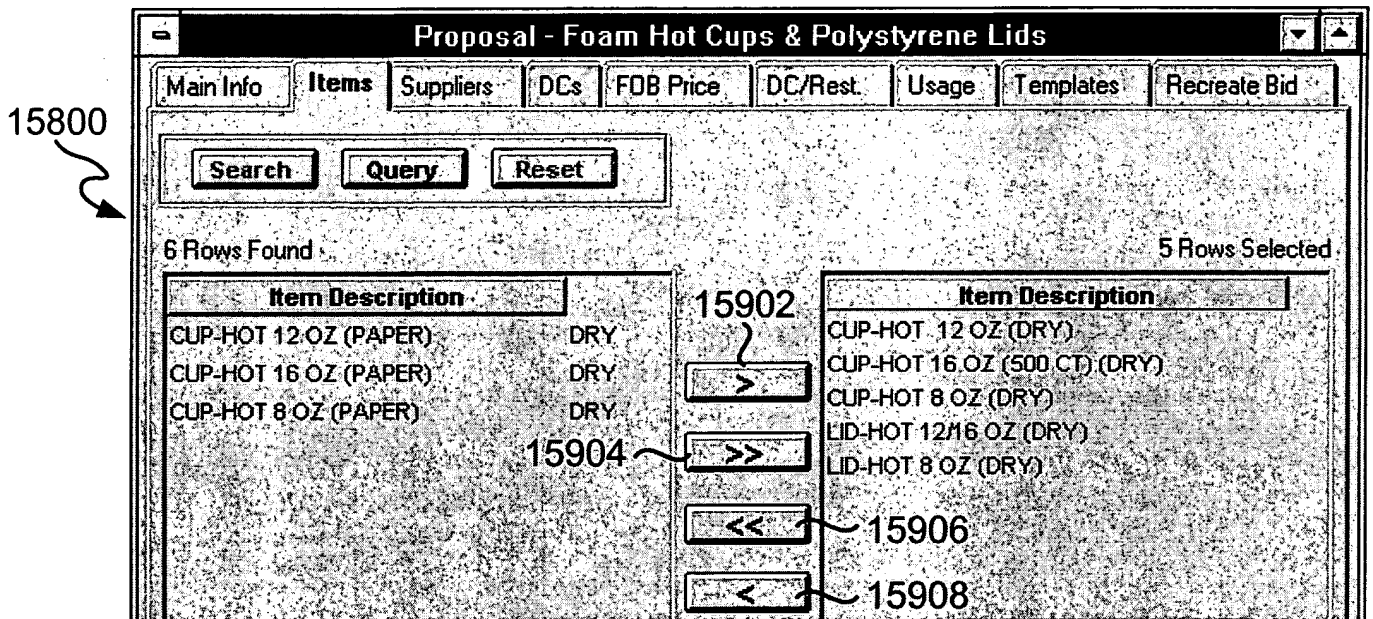 Proposal - Foam Hot Cups & Polystyrene Lids
Main Info Items Suppliers DCs FOB Price DC/Rest. Usage Templates Recreate Bid
15800
Search Query Reset
6 Rows Found 5 Rows Selected
Item Description Item Description
15902
CUP-HOT 12 OZ (PAPER) DRY CUP-HOT 12 OZ (DRY)
CUP-HOT 16 OZ (PAPER) DRY > CUP-HOT 16 OZ (500 CT) (DRY)
CUP-HOT 8 OZ (PAPER) DRY CUP-HOT 8 OZ (DRY)
LID-HOT 12/16 OZ (DRY)
15904 >> LID-HOT 8 OZ (DRY)
<< 15906
< 15908